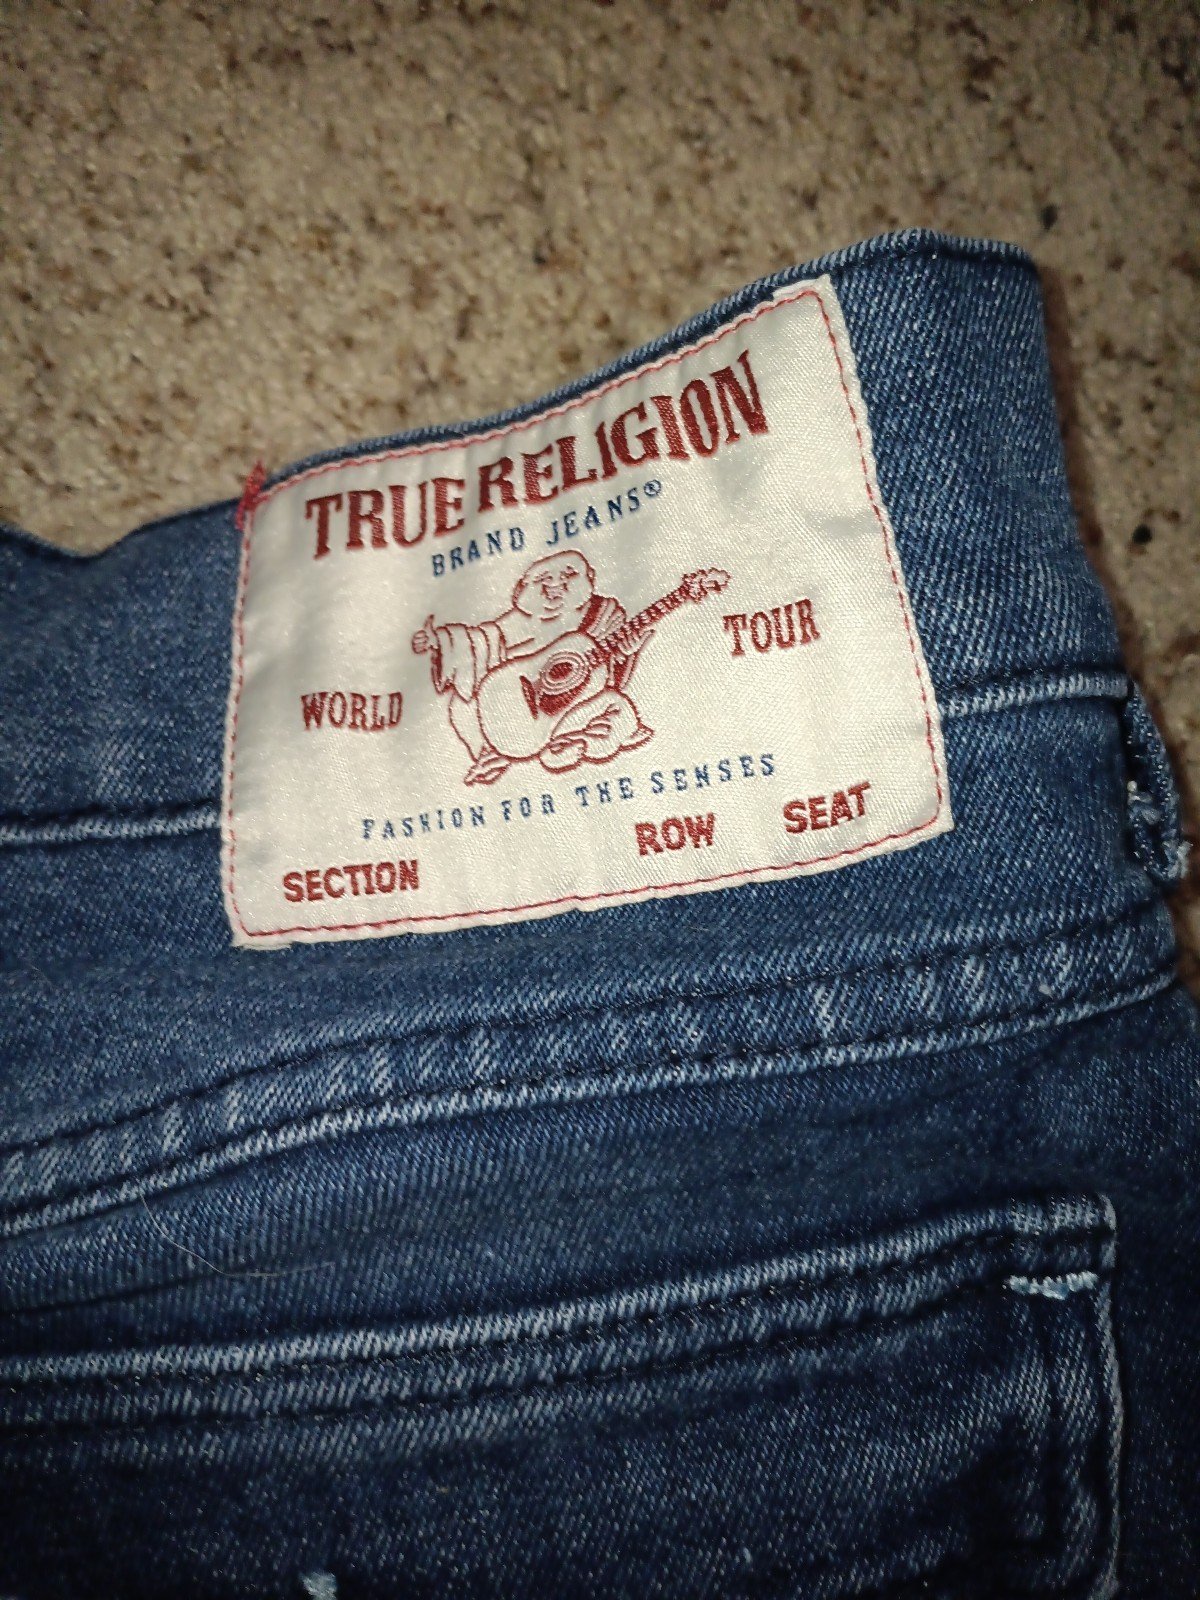 TRUE RELIGION
BRAND JEANS®
WORLD TOUR
FASHION FOR THE SENSES
SECTION ROW SEAT